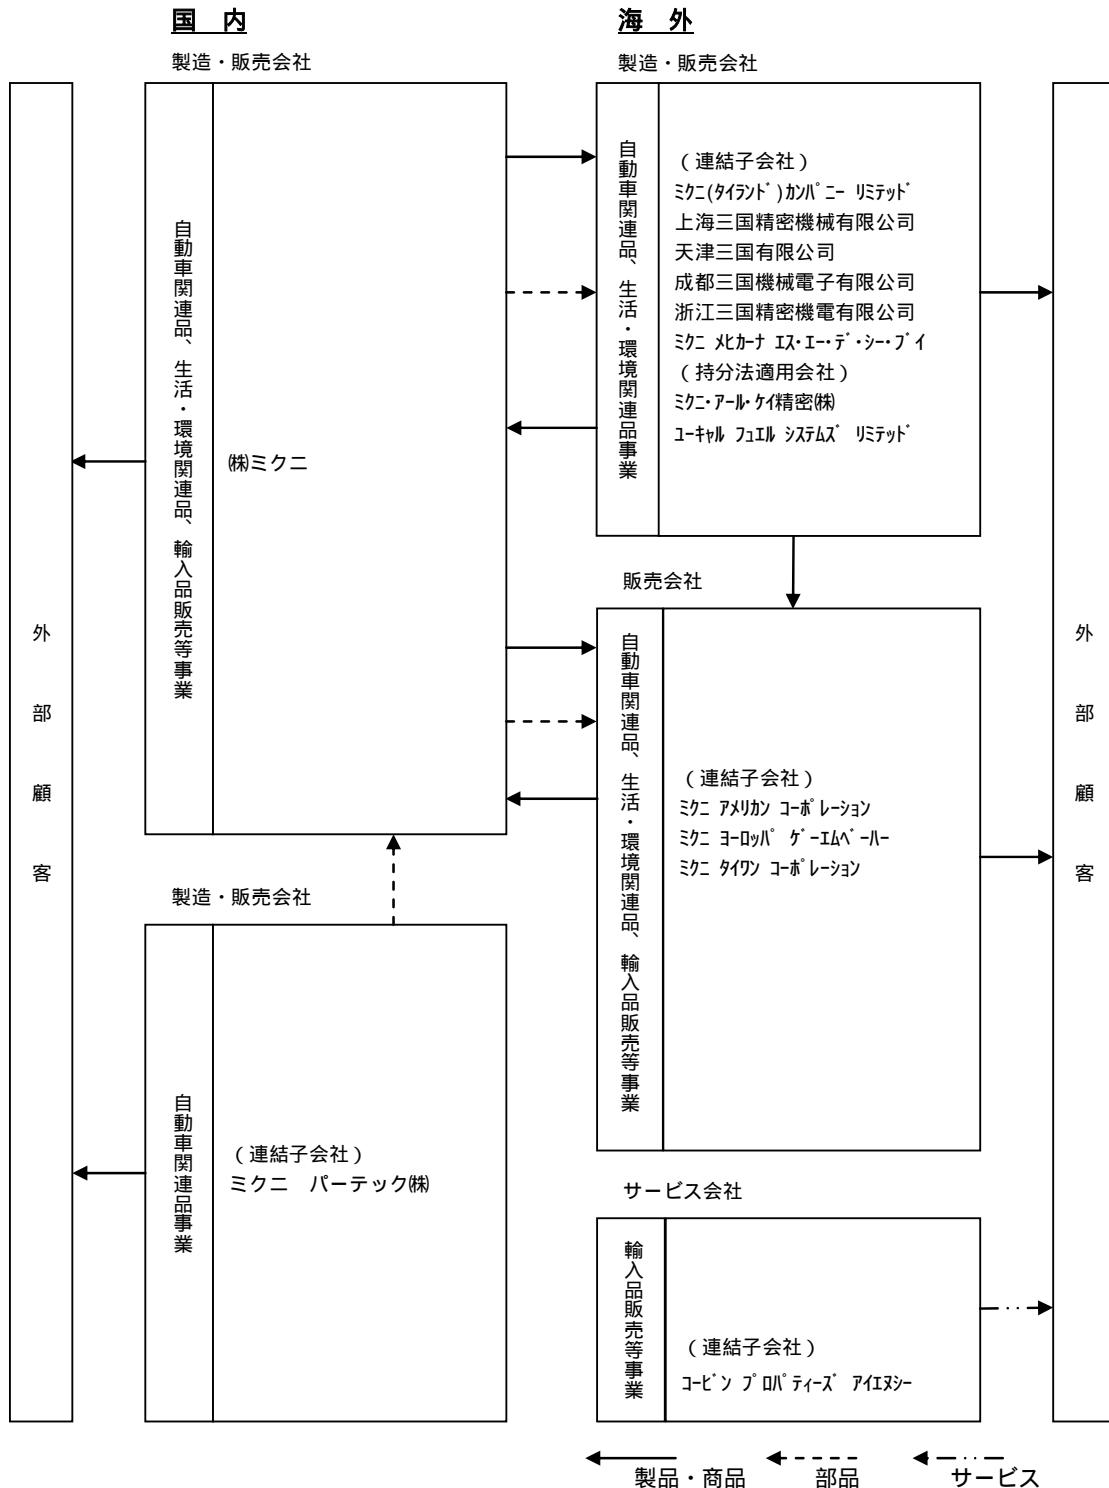 国 内
海 外
製造・販売会社
製造・販売会社
外部顧客
自動車関連品、生活・環境関連品、輸入品販売等事業
㈱ミクニ
自動車関連品、生活・環境関連品事業
(連結子会社)
ﾐｸﾆ(ﾀｲﾗﾝﾄﾞ)ｶﾝﾊﾟﾆｰ ﾘﾐﾃｯﾄﾞ
上海三国精密機械有限公司
天津三国有限公司
成都三国機械電子有限公司
浙江三国精密機電有限公司
ﾐｸﾆ ﾒﾋｶｰﾅ ｴｽ･ｴｰ･ﾃﾞ･ｼｰ･ﾌﾞｲ
(持分法適用会社)
ﾐｸﾆ･ｱｰﾙ･ｹｲ精密㈱
ﾕｰｷｬﾙ ﾌｭｴﾙ ｼｽﾃﾑｽﾞ ﾘﾐﾃｯﾄﾞ
外部顧客
販売会社
自動車関連品、生活・環境関連品、輸入品販売等事業
(連結子会社)
ﾐｸﾆ ｱﾒﾘｶﾝ ｺｰﾎﾟﾚｰｼｮﾝ
ﾐｸﾆ ﾖｰﾛｯﾊﾟ ｹﾞｰｴﾑﾍﾞｰﾊｰ
ﾐｸﾆ ﾀｲﾜﾝ ｺｰﾎﾟﾚｰｼｮﾝ
製造・販売会社
自動車関連品事業
(連結子会社)
ミクニ パーテック㈱
サービス会社
輸入品販売等事業
(連結子会社)
ｺｰﾋﾞﾝ ﾌﾟﾛﾊﾟﾃｨｰｽﾞ ｱｲｴﾇｼｰ
製品・商品 部品 サービス